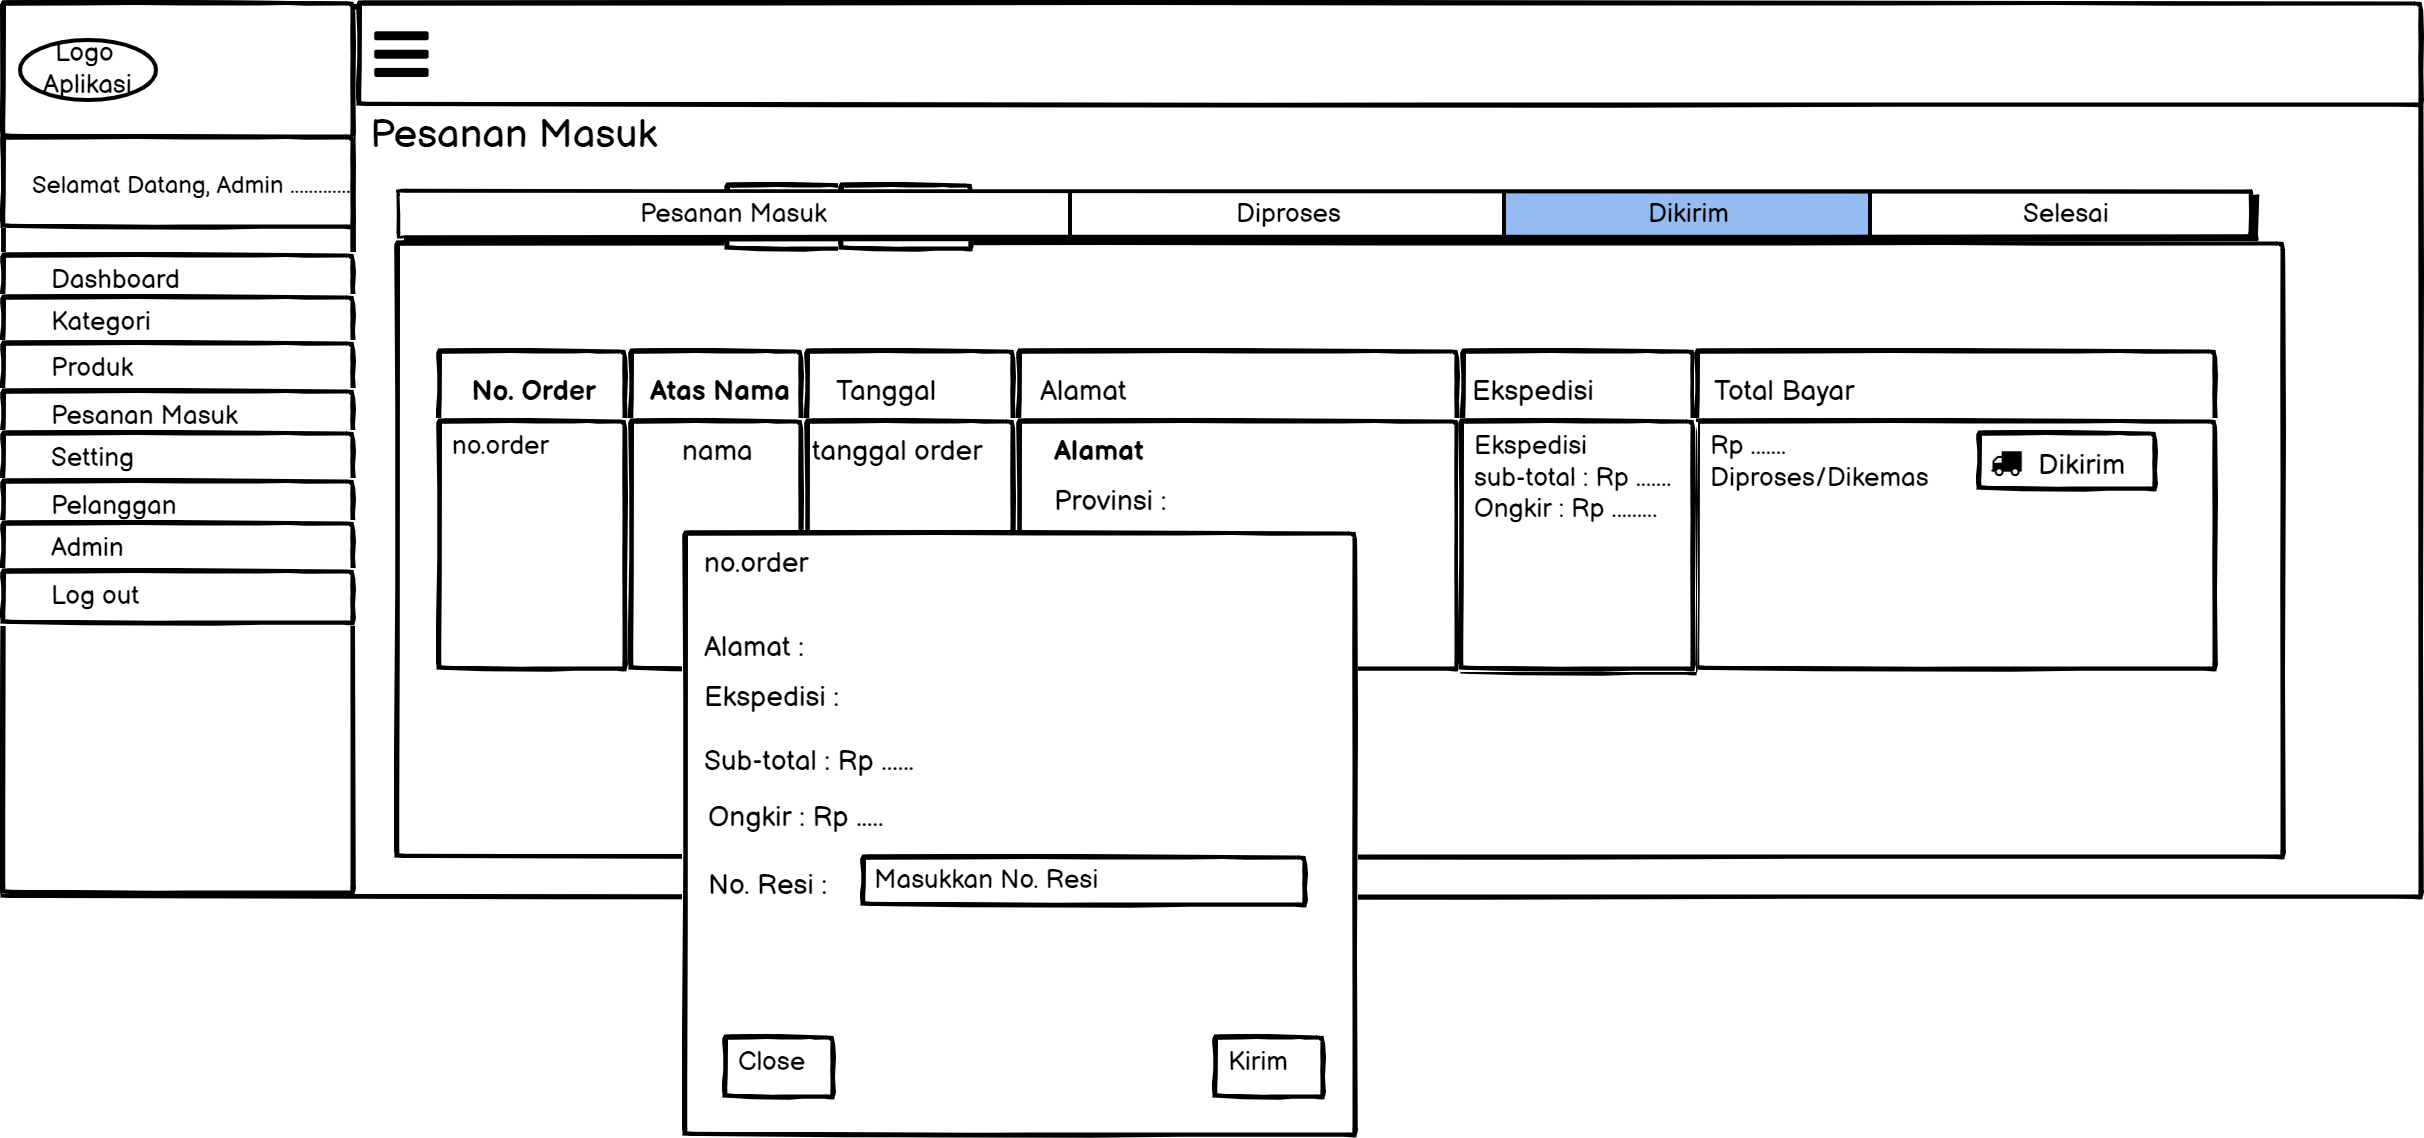 Logo
Aplikasi
Selamat Datang, Admin .............
Dashboard
Kategori
Produk
Pesanan Masuk
Setting
Pelanggan
Admin
Log out
Pesanan Masuk
Pesanan Masuk
Diproses
Dikirim
Selesai
No. Order
Atas Nama
Tanggal
Alamat
Ekspedisi
Total Bayar
no.order
nama
tanggal order
Alamat
Provinsi :
Ekspedisi
sub-total : Rp .......
Ongkir : Rp .........
Rp .......
Diproses/Dikemas
Dikirim
no.order
Alamat :
Ekspedisi :
Sub-total : Rp ......
Ongkir : Rp .....
No. Resi :
Masukkan No. Resi
Close
Kirim